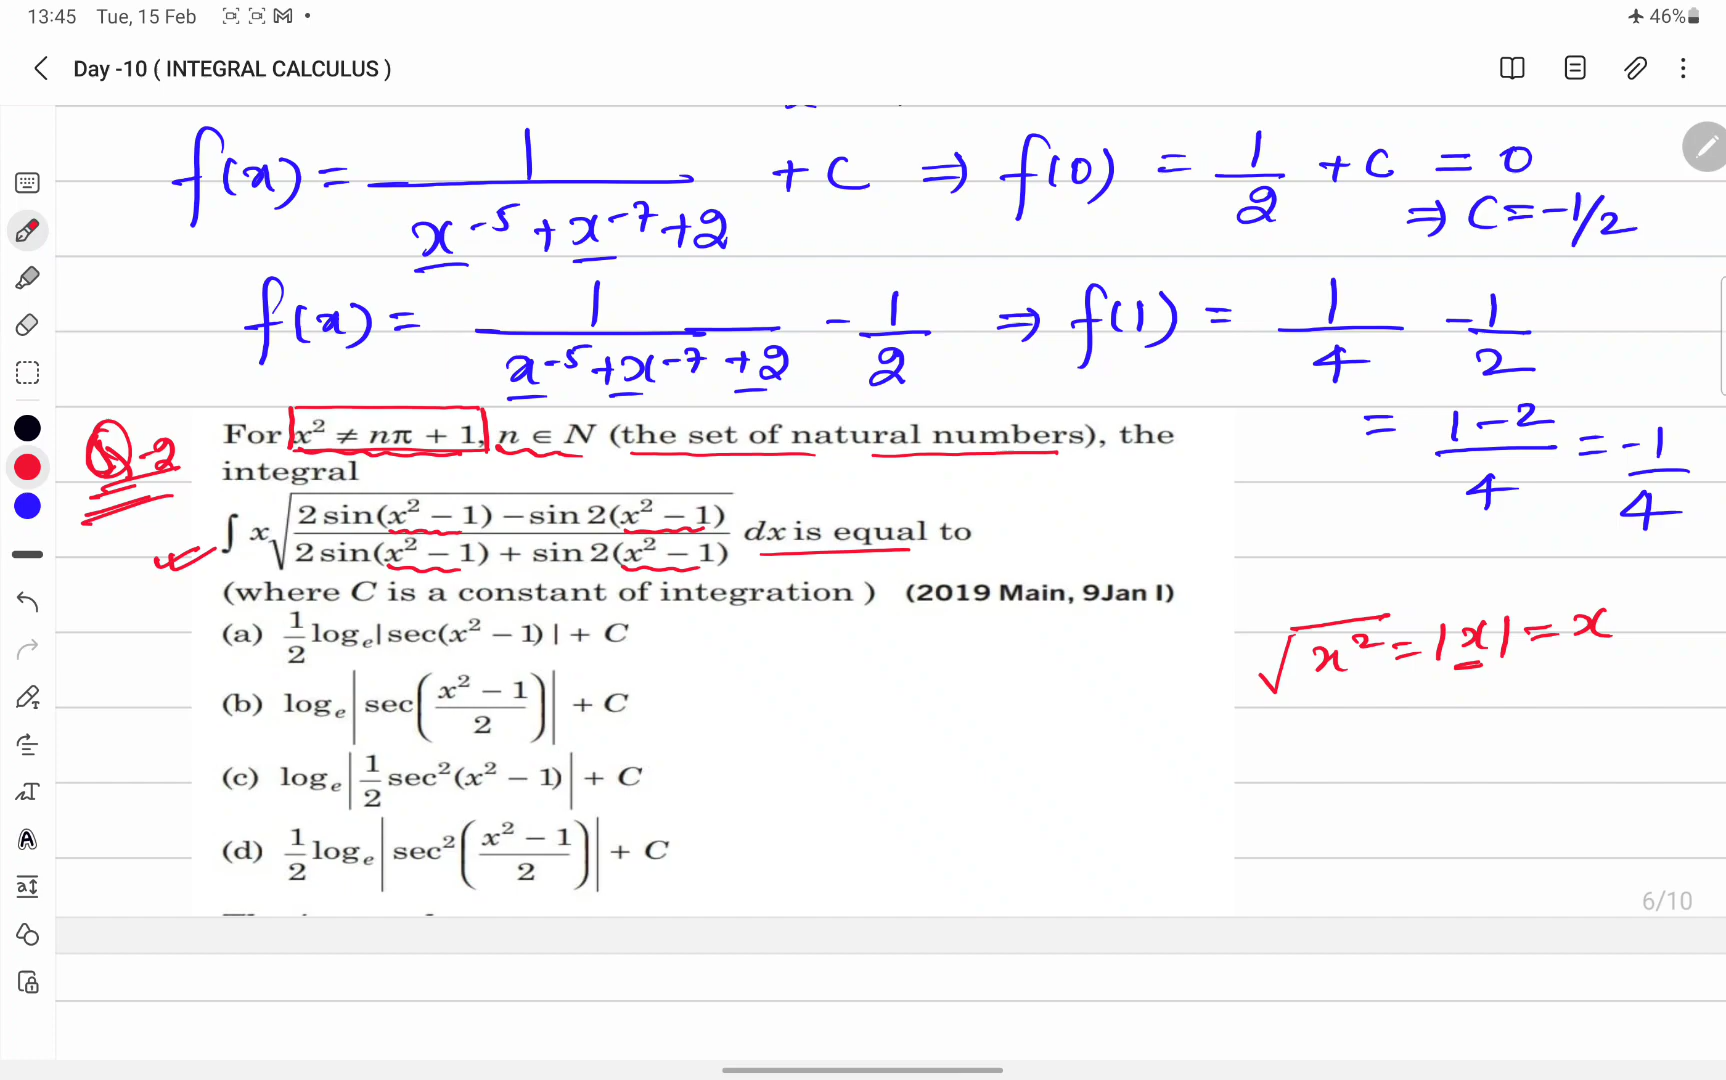 13:45 Tue, 15 Feb
46%
Day -10 ( INTEGRAL CALCULUS )
f(x) = 1/(x^-5 + x^-7 + 2) + C ⇒ f(0) = 1/2 + C = 0
⇒ C = -1/2
f(x) = 1/(x^-5 + x^-7 + 2) - 1/2 ⇒ f(1) = 1/4 - 1/2
= (1-2)/4 = -1/4
Q-2
For x² ≠ nπ + 1, n ∈ N (the set of natural numbers), the
integral
∫ x √((2 sin(x² − 1) − sin 2(x² − 1))/(2 sin(x² − 1) + sin 2(x² − 1))) dx is equal to
(where C is a constant of integration ) (2019 Main, 9Jan I)
(a) 1/2 logₑ| sec(x² − 1) | + C
√x² = |x| = x
(b) logₑ | sec((x² − 1)/2) | + C
(c) logₑ | 1/2 sec²(x² − 1) | + C
(d) 1/2 logₑ | sec²((x² − 1)/2) | + C
6/10